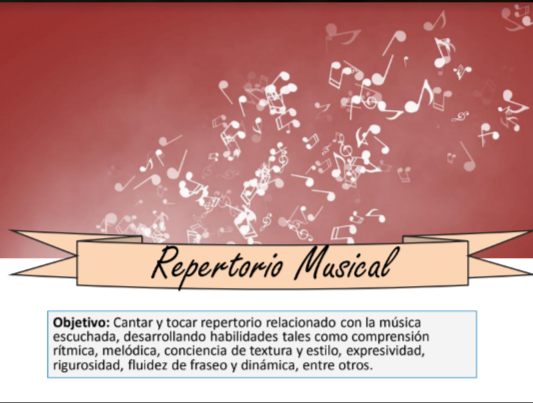 Repertorio Musical
Objetivo: Cantar y tocar repertorio relacionado con la música
escuchada, desarrollando habilidades tales como comprensión
rítmica, melódica, conciencia de textura y estilo, expresividad,
rigurosidad, fluidez de fraseo y dinámica, entre otros.